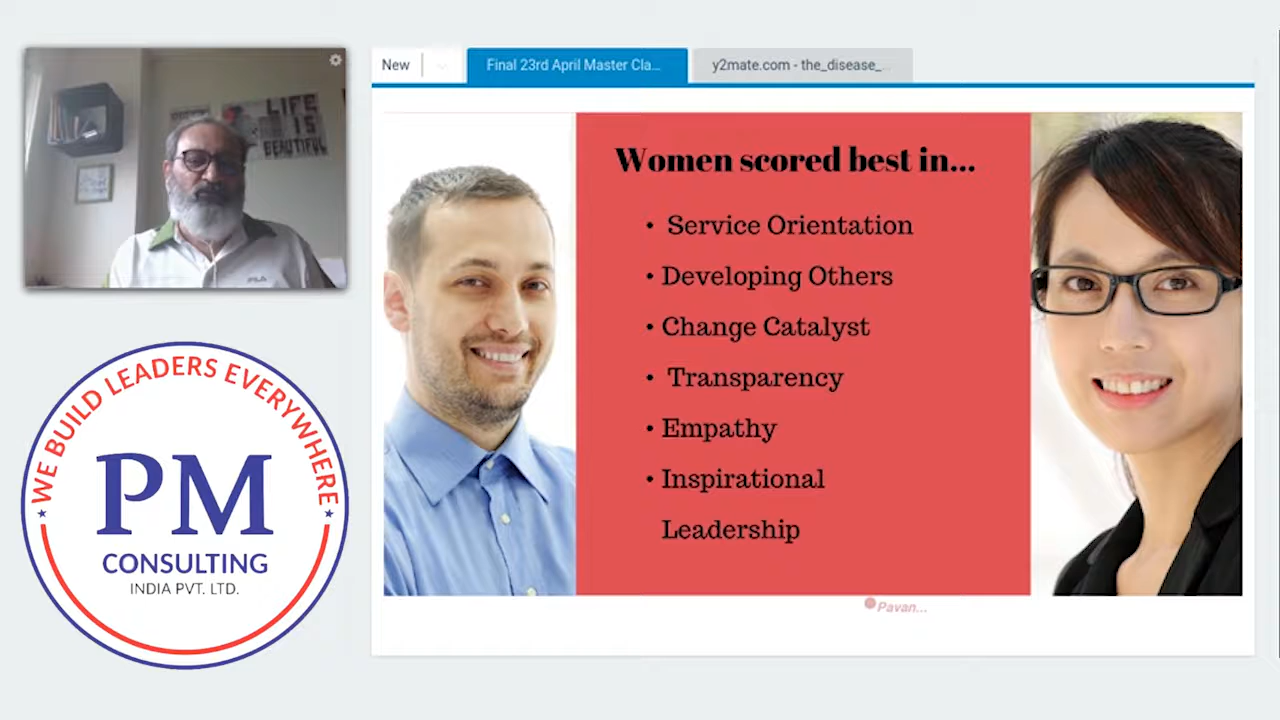 LIFE
IS
BEAUTIFUL
FILA
WE BUILD LEADERS EVERYWHERE
PM
CONSULTING
INDIA PVT. LTD.
New
Final 23rd April Master Cla...
y2mate.com - the_disease_...
Women scored best in...
• Service Orientation
• Developing Others
• Change Catalyst
• Transparency
• Empathy
• Inspirational
Leadership
Pavan...